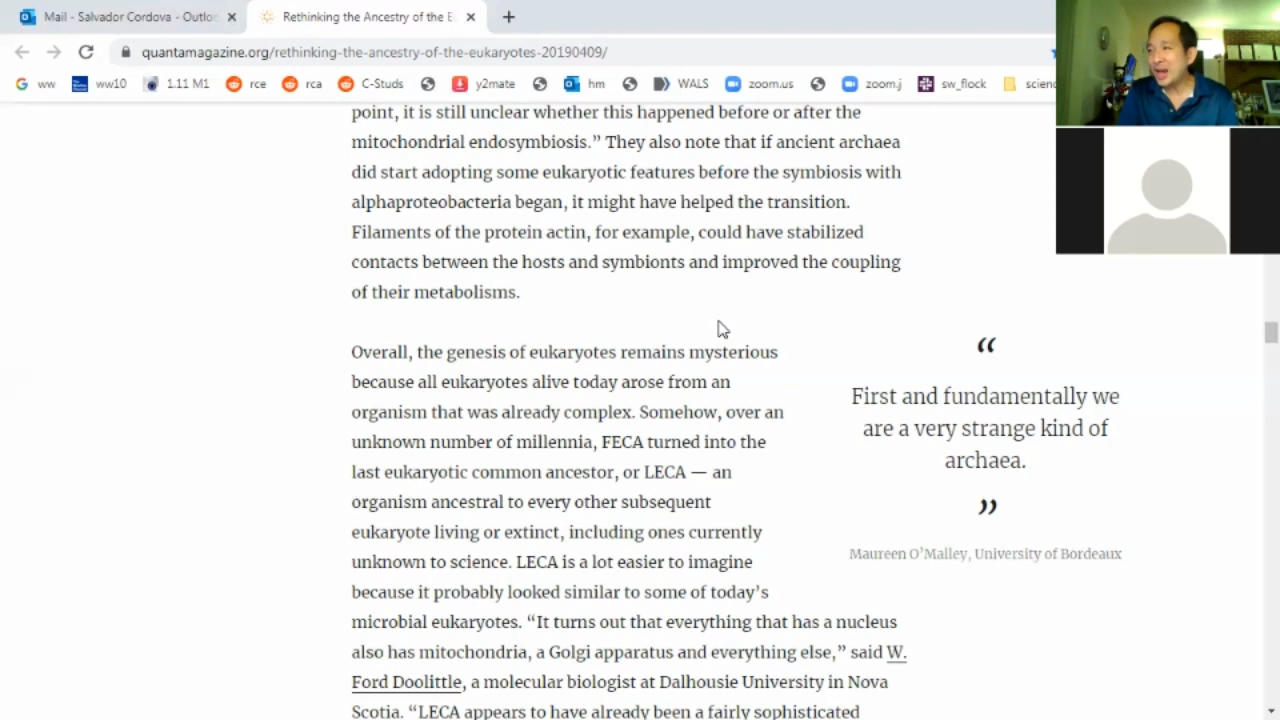 Mail - Salvador Cordova - Outlo
Rethinking the Ancestry of the E
quantamagazine.org/rethinking-the-ancestry-of-the-eukaryotes-20190409/
ww ww10 1.11 M1 rce rca C-Studs y2mate hm WALS zoom.us zoom.j sw_flock scienc
point, it is still unclear whether this happened before or after the
mitochondrial endosymbiosis.” They also note that if ancient archaea
did start adopting some eukaryotic features before the symbiosis with
alphaproteobacteria began, it might have helped the transition.
Filaments of the protein actin, for example, could have stabilized
contacts between the hosts and symbionts and improved the coupling
of their metabolisms.
Overall, the genesis of eukaryotes remains mysterious
because all eukaryotes alive today arose from an
organism that was already complex. Somehow, over an
unknown number of millennia, FECA turned into the
last eukaryotic common ancestor, or LECA — an
organism ancestral to every other subsequent
eukaryote living or extinct, including ones currently
unknown to science. LECA is a lot easier to imagine
because it probably looked similar to some of today’s
microbial eukaryotes. “It turns out that everything that has a nucleus
also has mitochondria, a Golgi apparatus and everything else,” said W.
Ford Doolittle, a molecular biologist at Dalhousie University in Nova
Scotia. “LECA appears to have already been a fairly sophisticated
“
First and fundamentally we
are a very strange kind of
archaea.
”
Maureen O’Malley, University of Bordeaux